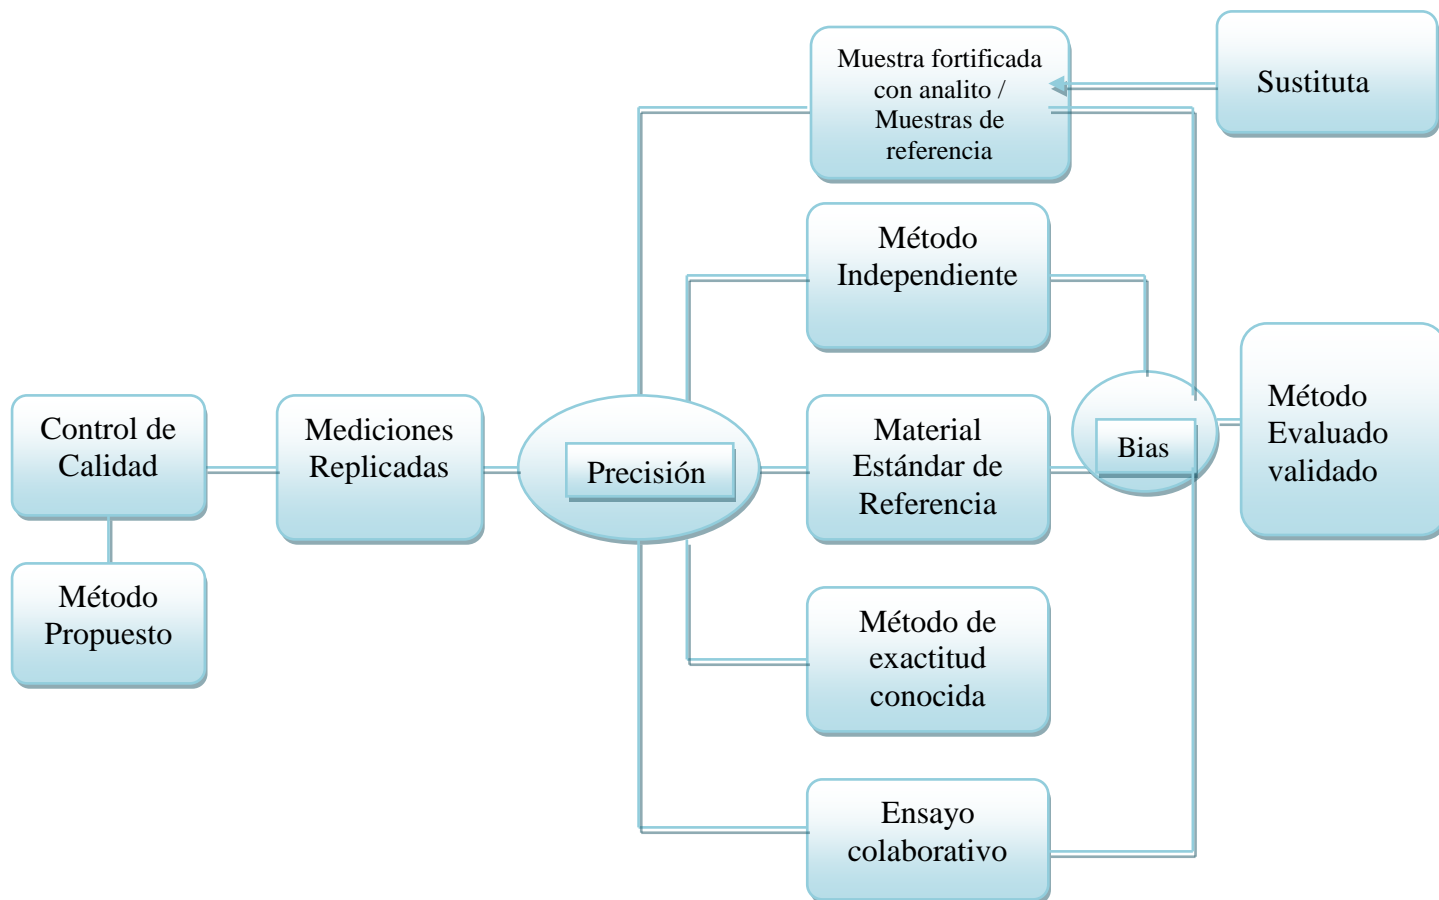 Muestra fortificada
con analito /
Muestras de
referencia
Sustituta
Método
Independiente
Control de
Calidad
Mediciones
Replicadas
Precisión
Material
Estándar de
Referencia
Bias
Método
Evaluado
validado
Método
Propuesto
Método de
exactitud
conocida
Ensayo
colaborativo